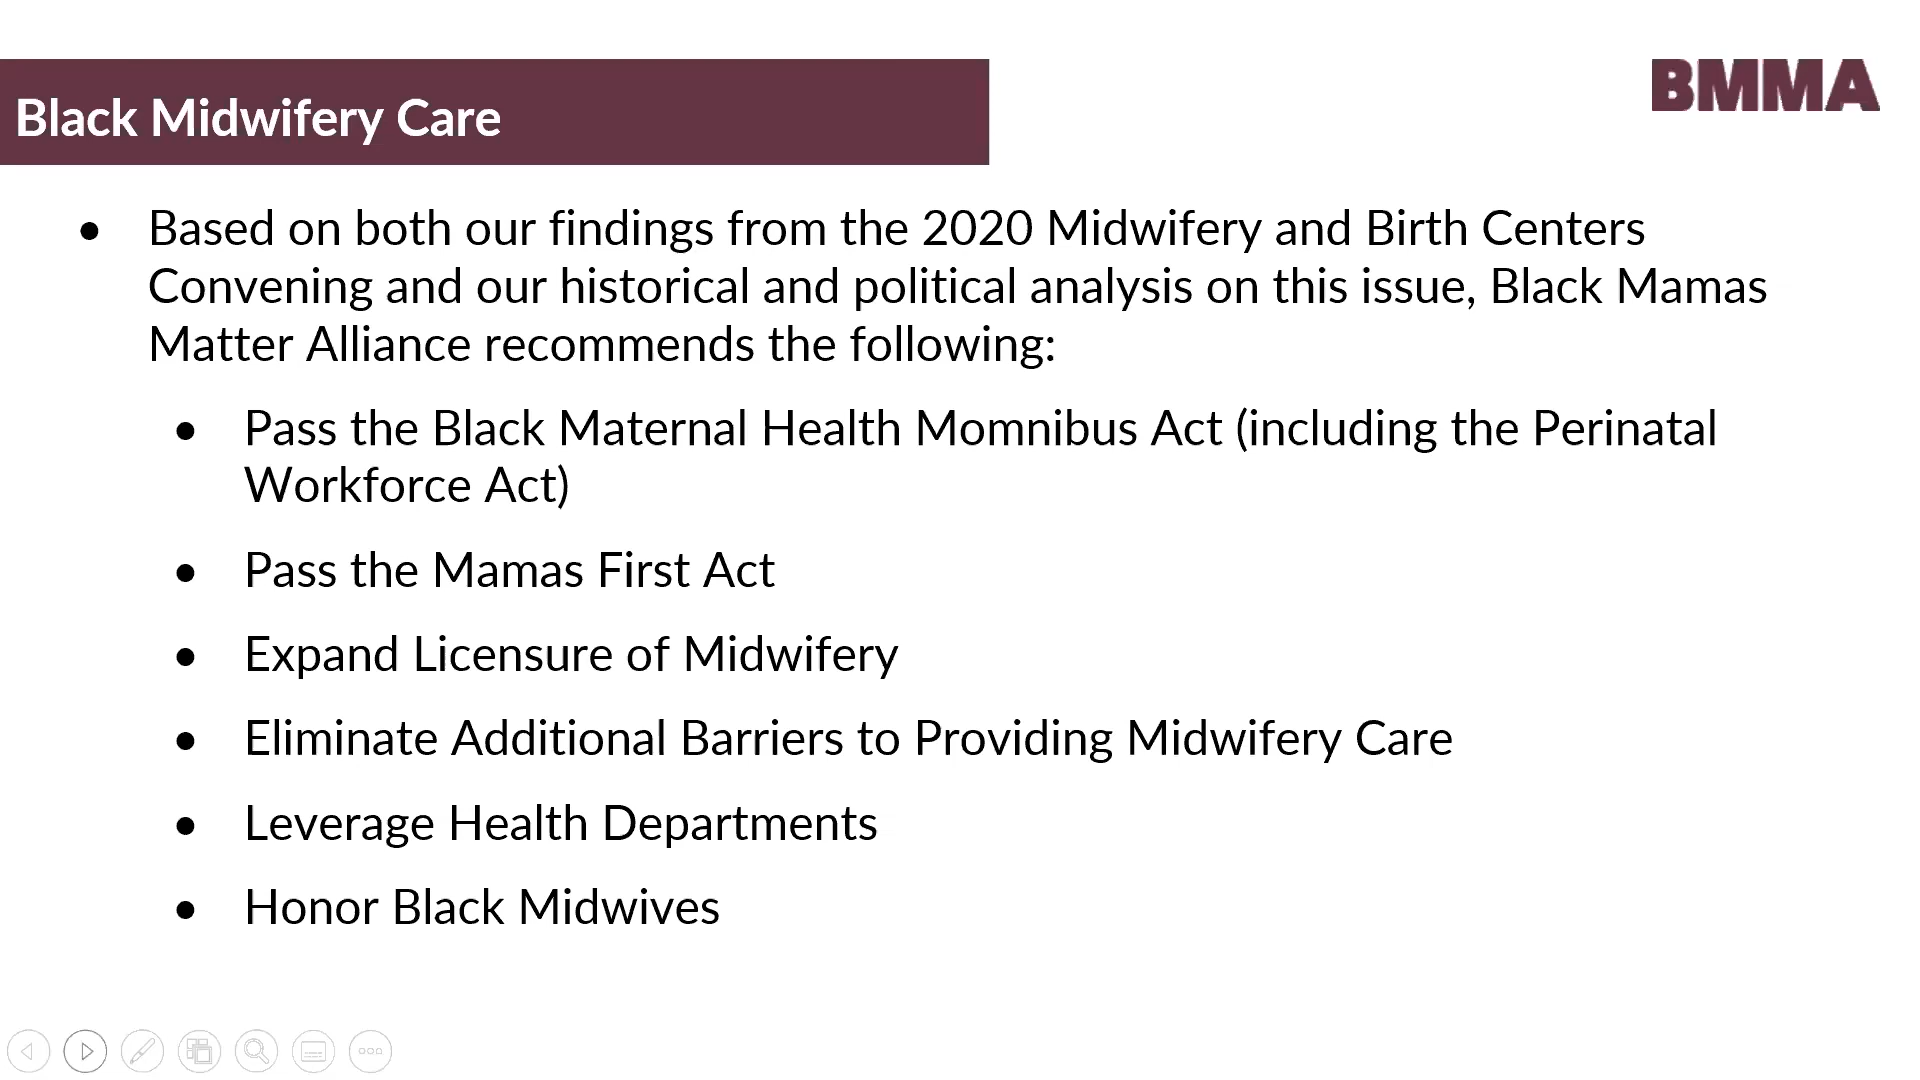 Black Midwifery Care
BMMA
• Based on both our findings from the 2020 Midwifery and Birth Centers
Convening and our historical and political analysis on this issue, Black Mamas
Matter Alliance recommends the following:
• Pass the Black Maternal Health Momnibus Act (including the Perinatal
Workforce Act)
• Pass the Mamas First Act
• Expand Licensure of Midwifery
• Eliminate Additional Barriers to Providing Midwifery Care
• Leverage Health Departments
• Honor Black Midwives